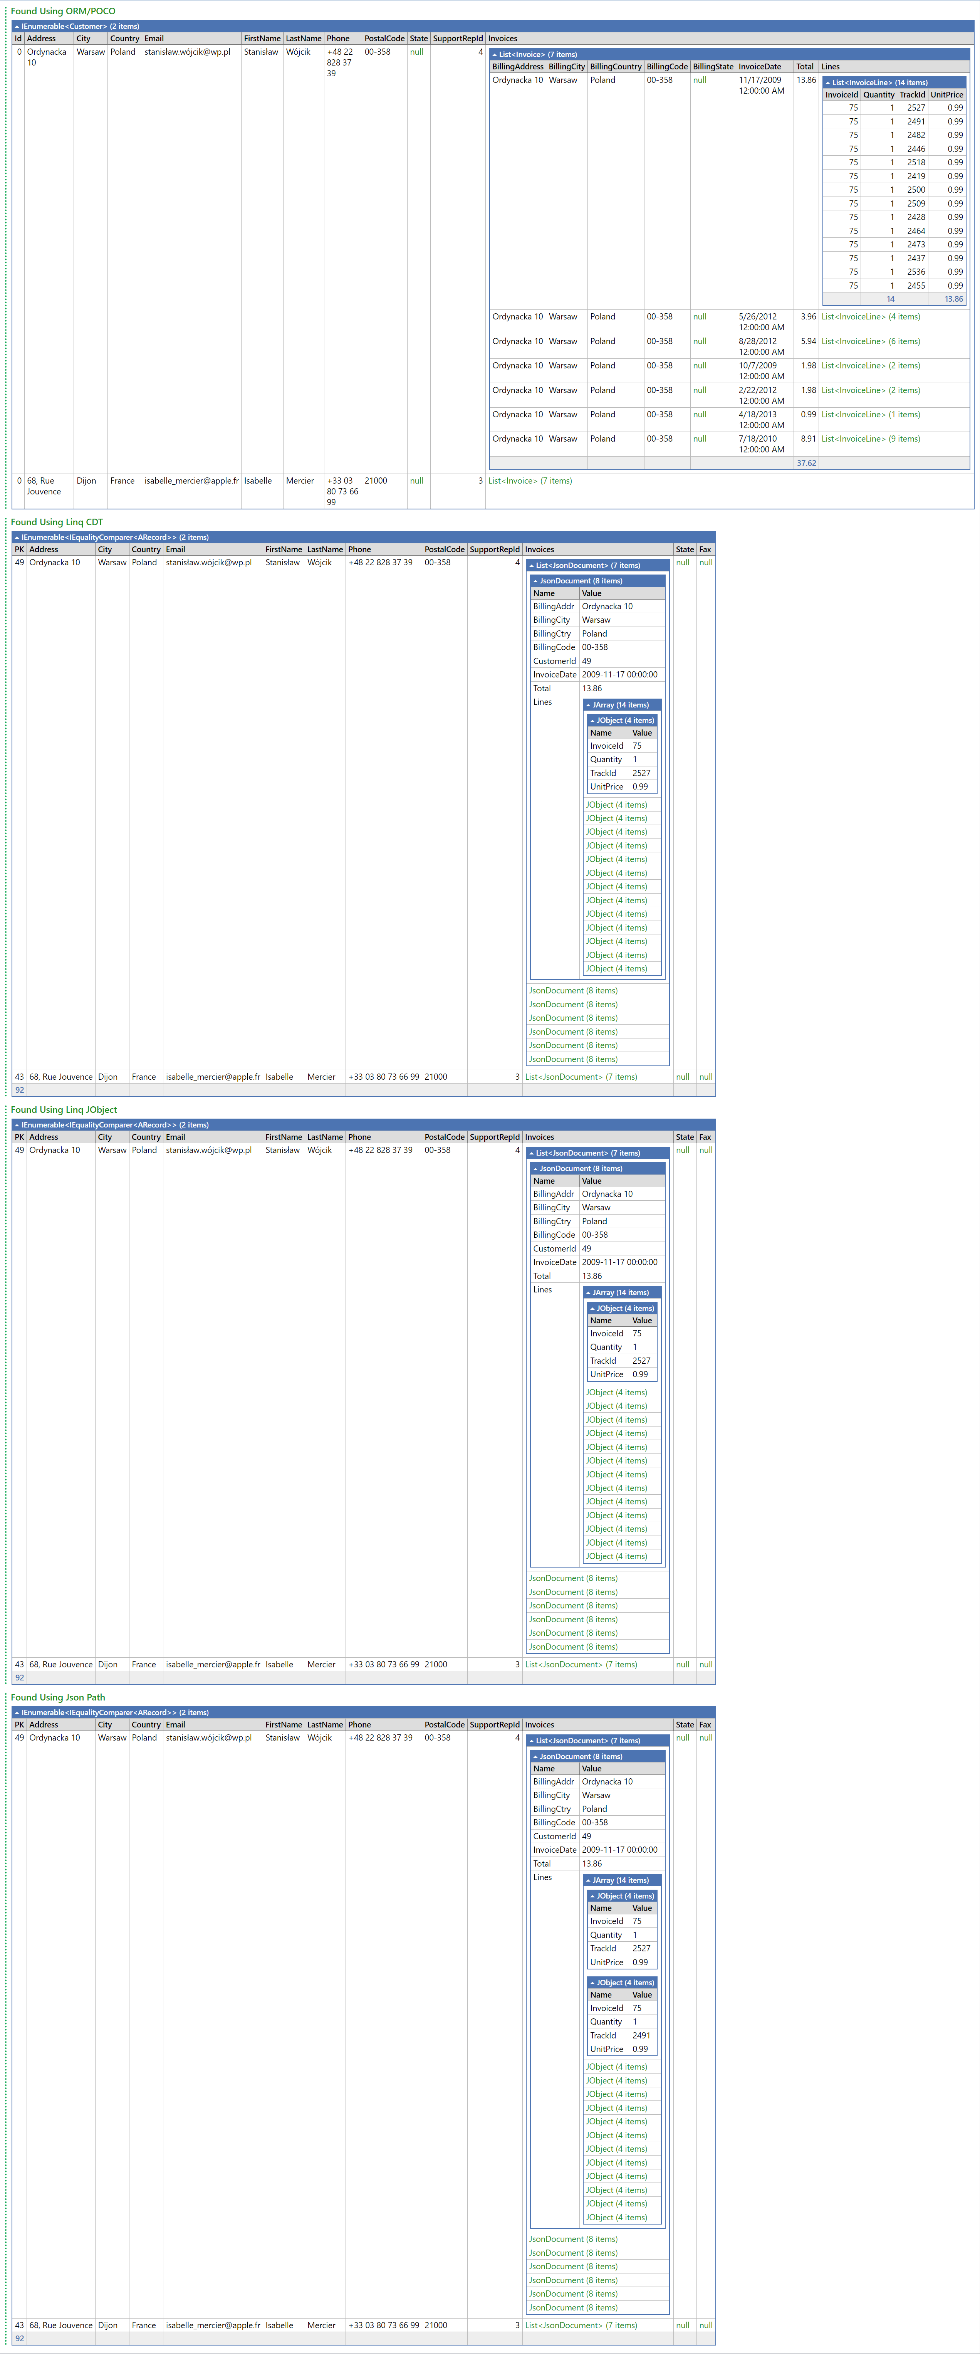 Found Using ORM/POCO
IEnumerable<Customer> (2 items)
Id Address City Country Email FirstName LastName Phone PostalCode State SupportRepId Invoices
0 Ordynacka 10 Warsaw Poland stanisław.wójcik@wp.pl Stanisław Wójcik +48 22 828 37 39 00-358 null 4
List<Invoice> (7 items)
BillingAddress BillingCity BillingCountry BillingCode BillingState InvoiceDate Total Lines
Ordynacka 10 Warsaw Poland 00-358 null 11/17/2009 12:00:00 AM 13.86
List<InvoiceLine> (14 items)
InvoiceId Quantity TrackId UnitPrice
75 1 2527 0.99
75 1 2491 0.99
75 1 2482 0.99
75 1 2446 0.99
75 1 2518 0.99
75 1 2419 0.99
75 1 2500 0.99
75 1 2509 0.99
75 1 2428 0.99
75 1 2464 0.99
75 1 2473 0.99
75 1 2437 0.99
75 1 2536 0.99
75 1 2455 0.99
14 13.86
Ordynacka 10 Warsaw Poland 00-358 null 5/26/2012 12:00:00 AM 3.96 List<InvoiceLine> (4 items)
Ordynacka 10 Warsaw Poland 00-358 null 8/28/2012 12:00:00 AM 5.94 List<InvoiceLine> (6 items)
Ordynacka 10 Warsaw Poland 00-358 null 10/7/2009 12:00:00 AM 1.98 List<InvoiceLine> (2 items)
Ordynacka 10 Warsaw Poland 00-358 null 2/22/2012 12:00:00 AM 1.98 List<InvoiceLine> (2 items)
Ordynacka 10 Warsaw Poland 00-358 null 4/18/2013 12:00:00 AM 0.99 List<InvoiceLine> (1 items)
Ordynacka 10 Warsaw Poland 00-358 null 7/18/2010 12:00:00 AM 8.91 List<InvoiceLine> (9 items)
37.62
0 68, Rue Jouvence Dijon France isabelle_mercier@apple.fr Isabelle Mercier +33 03 80 73 66 99 21000 null 3 List<Invoice> (7 items)
Found Using Linq CDT
IEnumerable<IEqualityComparer<ARecord>> (2 items)
PK Address City Country Email FirstName LastName Phone PostalCode SupportRepId Invoices State Fax
49 Ordynacka 10 Warsaw Poland stanisław.wójcik@wp.pl Stanisław Wójcik +48 22 828 37 39 00-358 4 null null
List<JsonDocument> (7 items)
JsonDocument (8 items)
Name Value
BillingAddr Ordynacka 10
BillingCity Warsaw
BillingCtry Poland
BillingCode 00-358
CustomerId 49
InvoiceDate 2009-11-17 00:00:00
Total 13.86
Lines
JArray (14 items)
JObject (4 items)
Name Value
InvoiceId 75
Quantity 1
TrackId 2527
UnitPrice 0.99
JObject (4 items)
JObject (4 items)
JObject (4 items)
JObject (4 items)
JObject (4 items)
JObject (4 items)
JObject (4 items)
JObject (4 items)
JObject (4 items)
JObject (4 items)
JObject (4 items)
JObject (4 items)
JObject (4 items)
JsonDocument (8 items)
JsonDocument (8 items)
JsonDocument (8 items)
JsonDocument (8 items)
JsonDocument (8 items)
JsonDocument (8 items)
43 68, Rue Jouvence Dijon France isabelle_mercier@apple.fr Isabelle Mercier +33 03 80 73 66 99 21000 3 List<JsonDocument> (7 items) null null
92
Found Using Linq JObject
IEnumerable<IEqualityComparer<ARecord>> (2 items)
PK Address City Country Email FirstName LastName Phone PostalCode SupportRepId Invoices State Fax
49 Ordynacka 10 Warsaw Poland stanisław.wójcik@wp.pl Stanisław Wójcik +48 22 828 37 39 00-358 4 null null
List<JsonDocument> (7 items)
JsonDocument (8 items)
Name Value
BillingAddr Ordynacka 10
BillingCity Warsaw
BillingCtry Poland
BillingCode 00-358
CustomerId 49
InvoiceDate 2009-11-17 00:00:00
Total 13.86
Lines
JArray (14 items)
JObject (4 items)
Name Value
InvoiceId 75
Quantity 1
TrackId 2527
UnitPrice 0.99
JObject (4 items)
JObject (4 items)
JObject (4 items)
JObject (4 items)
JObject (4 items)
JObject (4 items)
JObject (4 items)
JObject (4 items)
JObject (4 items)
JObject (4 items)
JObject (4 items)
JObject (4 items)
JObject (4 items)
JsonDocument (8 items)
JsonDocument (8 items)
JsonDocument (8 items)
JsonDocument (8 items)
JsonDocument (8 items)
JsonDocument (8 items)
43 68, Rue Jouvence Dijon France isabelle_mercier@apple.fr Isabelle Mercier +33 03 80 73 66 99 21000 3 List<JsonDocument> (7 items) null null
92
Found Using Json Path
IEnumerable<IEqualityComparer<ARecord>> (2 items)
PK Address City Country Email FirstName LastName Phone PostalCode SupportRepId Invoices State Fax
49 Ordynacka 10 Warsaw Poland stanisław.wójcik@wp.pl Stanisław Wójcik +48 22 828 37 39 00-358 4 null null
List<JsonDocument> (7 items)
JsonDocument (8 items)
Name Value
BillingAddr Ordynacka 10
BillingCity Warsaw
BillingCtry Poland
BillingCode 00-358
CustomerId 49
InvoiceDate 2009-11-17 00:00:00
Total 13.86
Lines
JArray (14 items)
JObject (4 items)
Name Value
InvoiceId 75
Quantity 1
TrackId 2527
UnitPrice 0.99
JObject (4 items)
Name Value
InvoiceId 75
Quantity 1
TrackId 2491
UnitPrice 0.99
JObject (4 items)
JObject (4 items)
JObject (4 items)
JObject (4 items)
JObject (4 items)
JObject (4 items)
JObject (4 items)
JObject (4 items)
JObject (4 items)
JObject (4 items)
JObject (4 items)
JObject (4 items)
JsonDocument (8 items)
JsonDocument (8 items)
JsonDocument (8 items)
JsonDocument (8 items)
JsonDocument (8 items)
JsonDocument (8 items)
43 68, Rue Jouvence Dijon France isabelle_mercier@apple.fr Isabelle Mercier +33 03 80 73 66 99 21000 3 List<JsonDocument> (7 items) null null
92